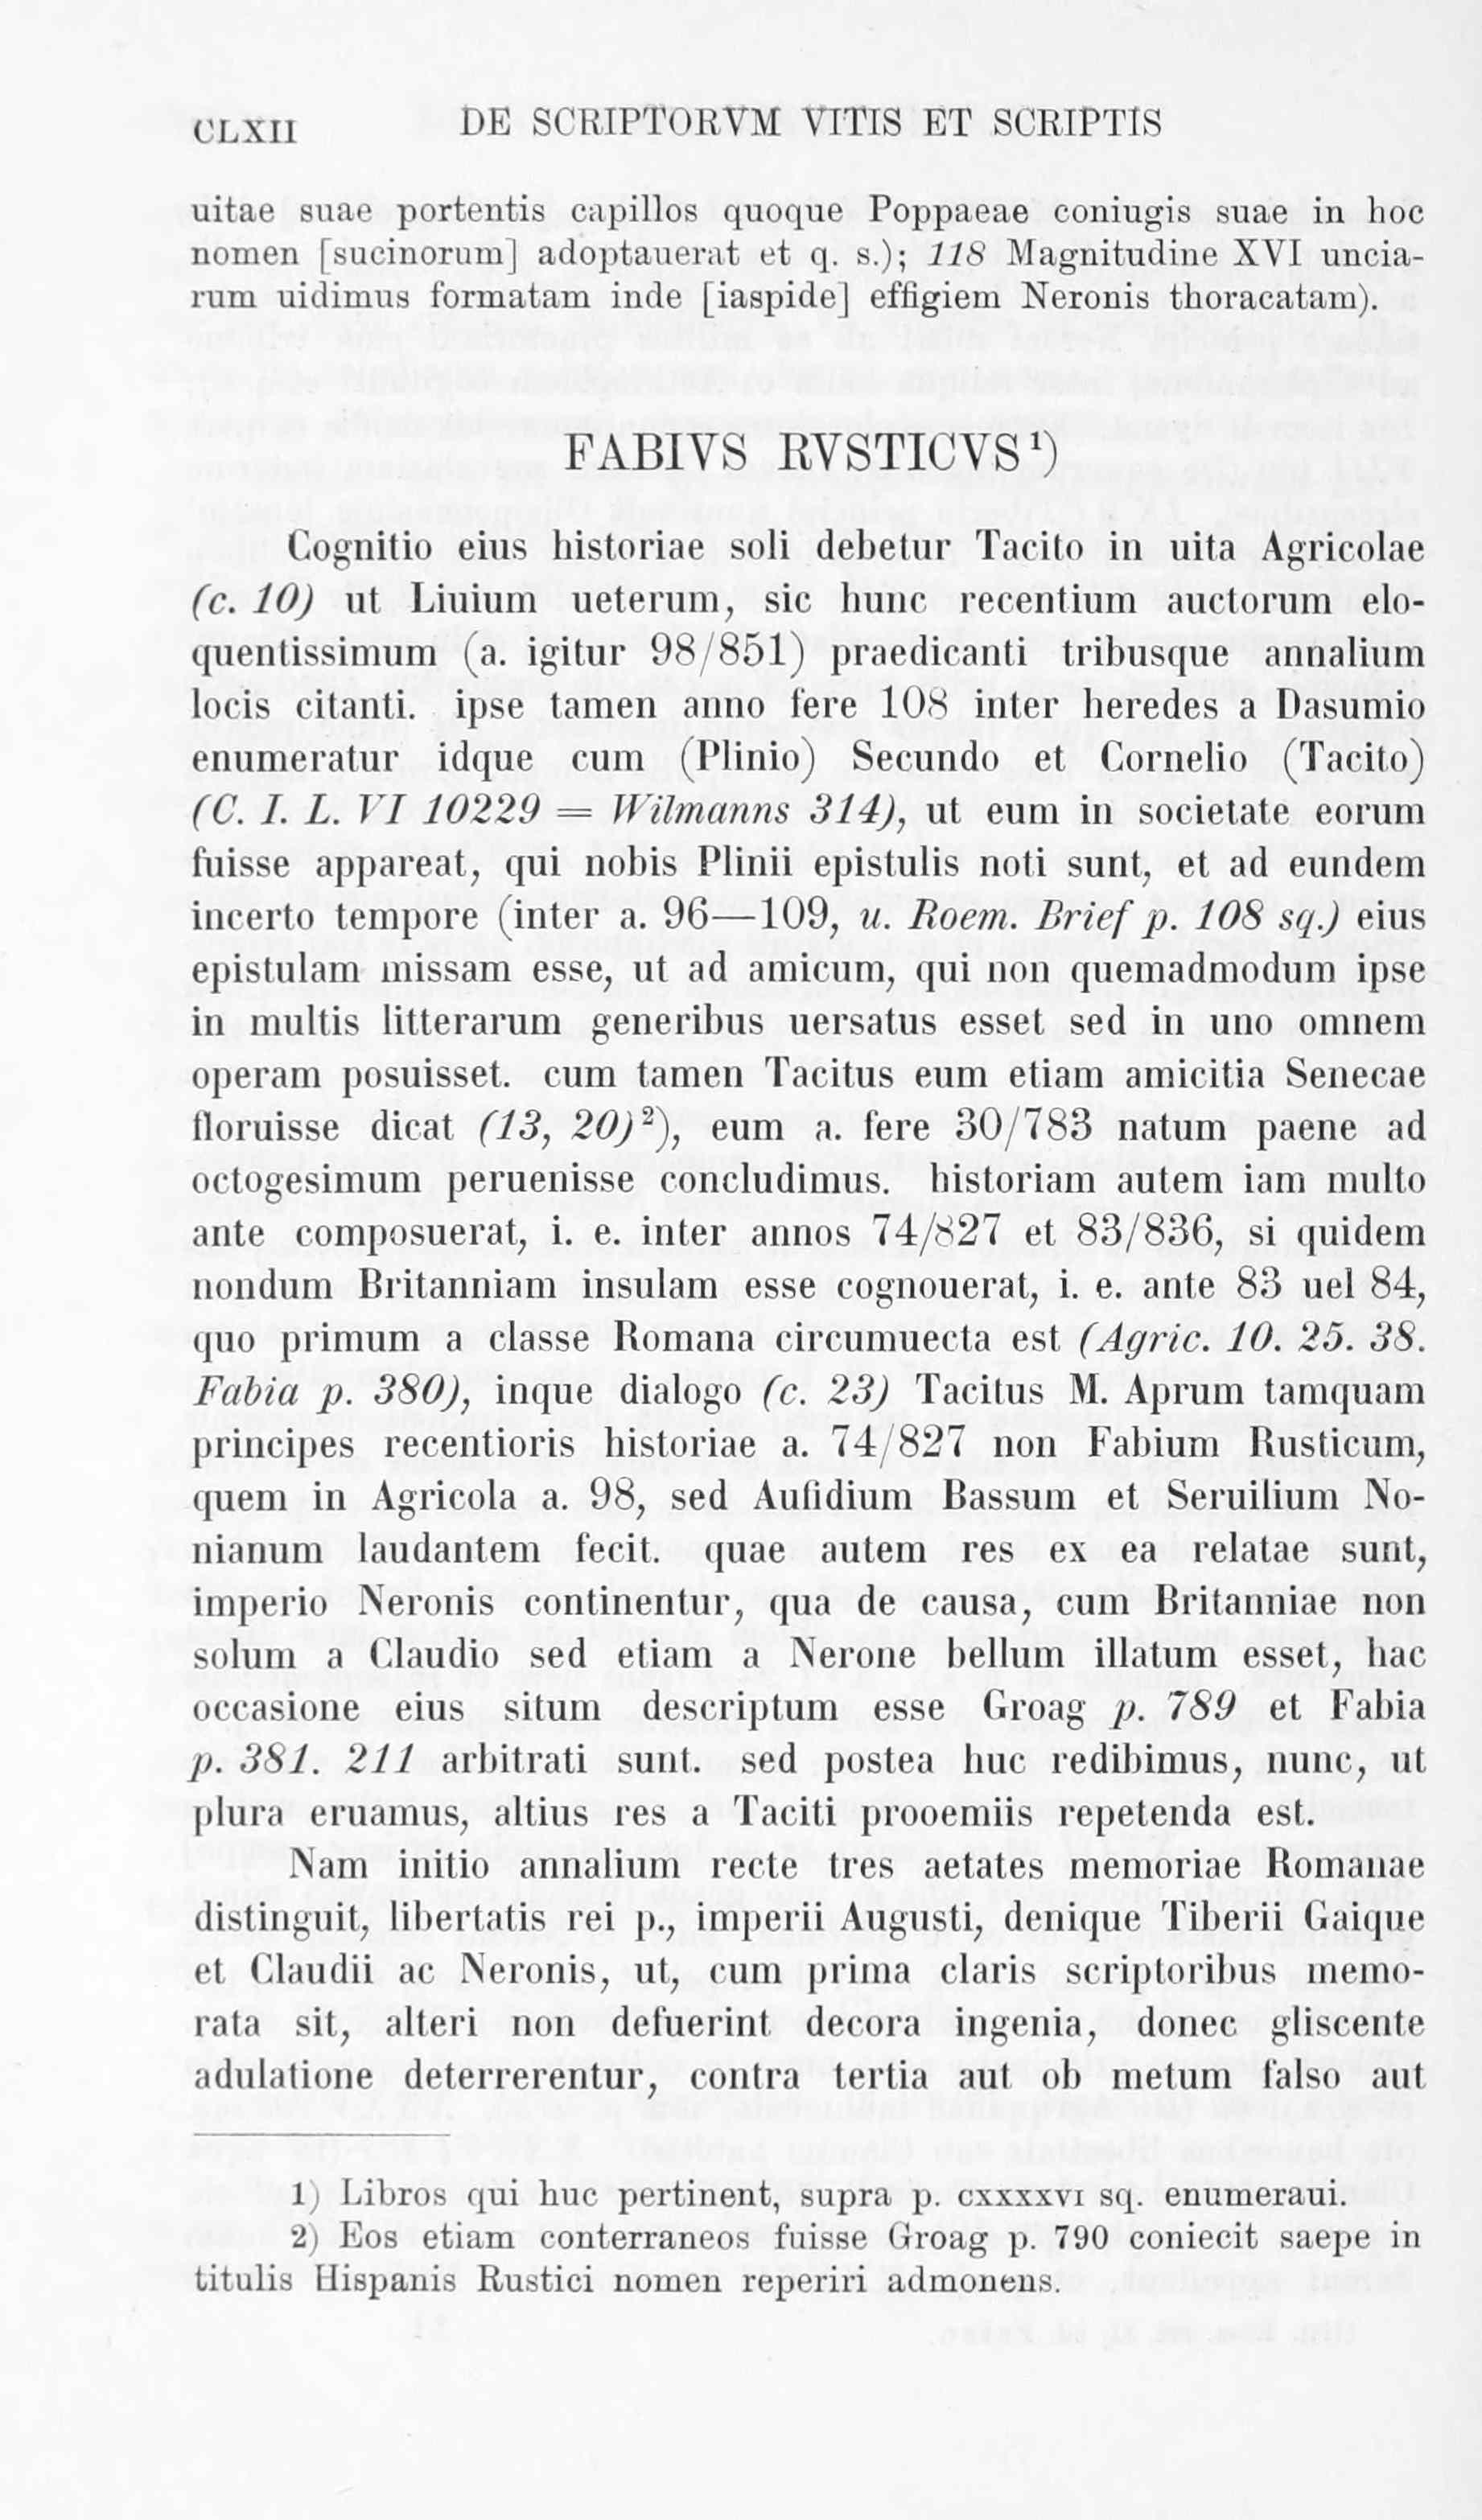 CLXII DE SCRIPTORVM VITIS ET SCRIPTIS
uitae suae portentis capillos quoque Poppaeae coniugis suae in hoc
nomen [sucinorum] adoptauerat et q. s.); 118 Magnitudine XVI uncia-
rum uidimus formatam inde [iaspide] effigiem Neronis thoracatam).
FABIVS RVSTICVS ¹)
Cognitio eius historiae soli debetur Tacito in uita Agricolae
(c. 10) ut Liuium ueterum, sic hunc recentium auctorum elo-
quentissimum (a. igitur 98/851) praedicanti tribusque annalium
locis citanti. ipse tamen anno fere 108 inter heredes a Dasumio
enumeratur idque cum (Plinio) Secundo et Cornelio (Tacito)
(C. I. L. VI 10229 = Wilmanns 314), ut eum in societate eorum
fuisse appareat, qui nobis Plinii epistulis noti sunt, et ad eundem
incerto tempore (inter a. 96—109, u. Roem. Brief p. 108 sq.) eius
epistulam missam esse, ut ad amicum, qui non quemadmodum ipse
in multis litterarum generibus uersatus esset sed in uno omnem
operam posuisset. cum tamen Tacitus eum etiam amicitia Senecae
floruisse dicat (13, 20) ²), eum a. fere 30/783 natum paene ad
octogesimum peruenisse concludimus. historiam autem iam multo
ante composuerat, i. e. inter annos 74/827 et 83/836, si quidem
nondum Britanniam insulam esse cognouerat, i. e. ante 83 uel 84,
quo primum a classe Romana circumuecta est (Agric. 10. 25. 38.
Fabia p. 380), inque dialogo (c. 23) Tacitus M. Aprum tamquam
principes recentioris historiae a. 74/827 non Fabium Rusticum,
quem in Agricola a. 98, sed Aufidium Bassum et Seruilium No-
nianum laudantem fecit. quae autem res ex ea relatae sunt,
imperio Neronis continentur, qua de causa, cum Britanniae non
solum a Claudio sed etiam a Nerone bellum illatum esset, hac
occasione eius situm descriptum esse Groag p. 789 et Fabia
p. 381. 211 arbitrati sunt. sed postea huc redibimus, nunc, ut
plura eruamus, altius res a Taciti prooemiis repetenda est.
Nam initio annalium recte tres aetates memoriae Romanae
distinguit, libertatis rei p., imperii Augusti, denique Tiberii Gaique
et Claudii ac Neronis, ut, cum prima claris scriptoribus memo-
rata sit, alteri non defuerint decora ingenia, donec gliscente
adulatione deterrerentur, contra tertia aut ob metum falso aut
1) Libros qui huc pertinent, supra p. CXXXXVI sq. enumeraui.
2) Eos etiam conterraneos fuisse Groag p. 790 coniecit saepe in
titulis Hispanis Rustici nomen reperiri admonens.